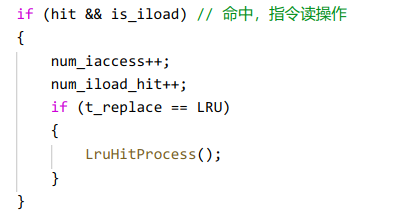 if (hit && is_iload) // 命中，指令读操作
{
num_iaccess++;
num_iload_hit++;
if (t_replace == LRU)
{
LruHitProcess();
}
}